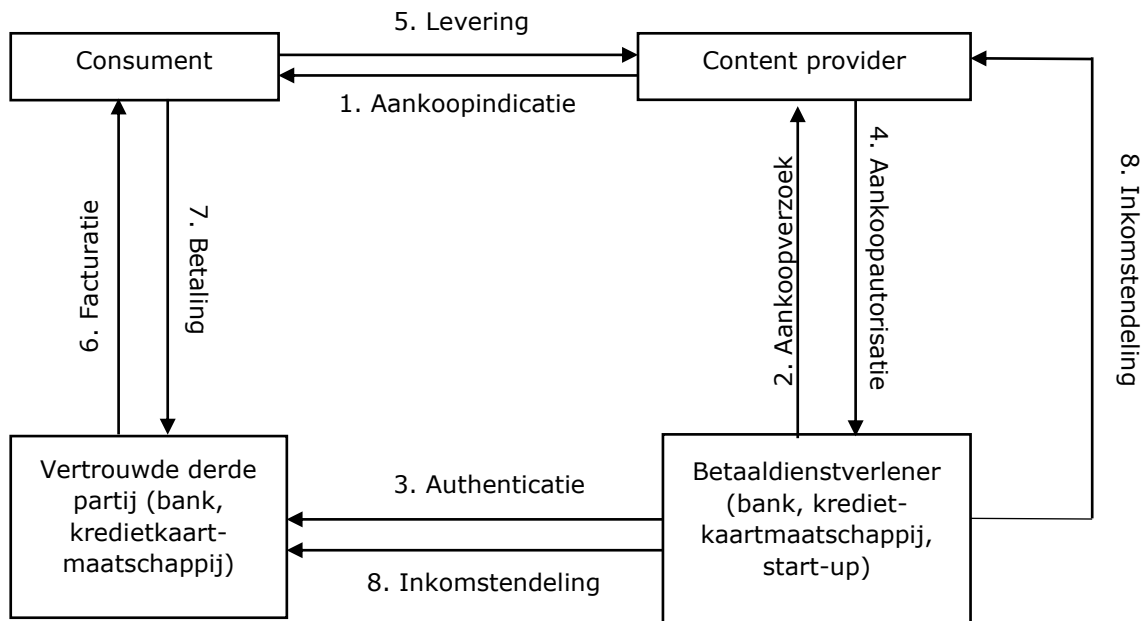 5. Levering
Consument
Content provider
1. Aankoopindicatie
6. Facturatie
7. Betaling
2. Aankoopverzoek
4. Aankoopautorisatie
8. Inkomstendeling
Vertrouwde derde
partij (bank,
kredietkaart-
maatschappij)
3. Authenticatie
8. Inkomstendeling
Betaaldienstverlener
(bank, krediet-
kaartmaatschappij,
start-up)